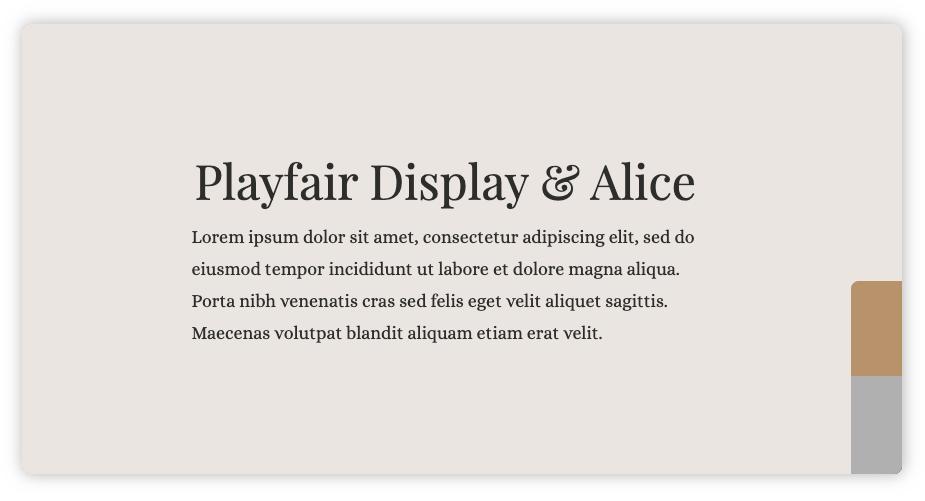 Playfair Display & Alice
Lorem ipsum dolor sit amet, consectetur adipiscing elit, sed do
eiusmod tempor incididunt ut labore et dolore magna aliqua.
Porta nibh venenatis cras sed felis eget velit aliquet sagittis.
Maecenas volutpat blandit aliquam etiam erat velit.